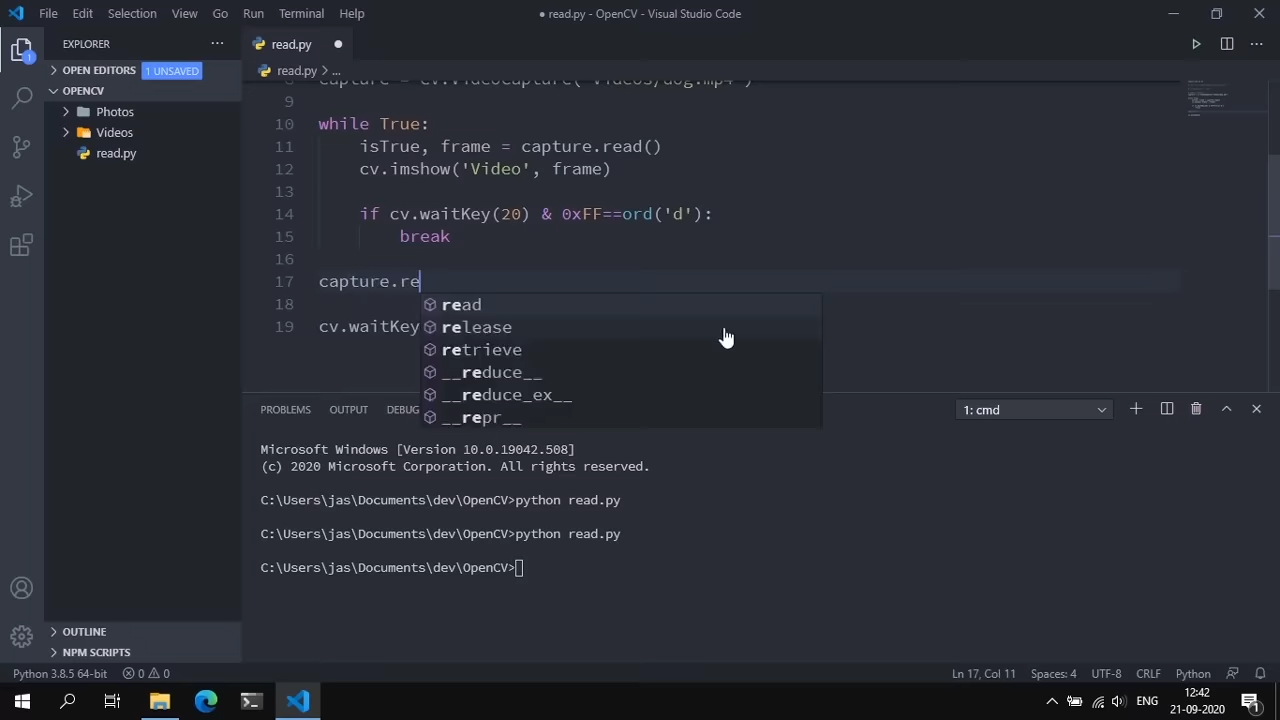 File Edit Selection View Go Run Terminal Help
● read.py - OpenCV - Visual Studio Code
EXPLORER
read.py
OPEN EDITORS 1 UNSAVED
OPENCV
Photos
Videos
read.py
read.py > ...
8 capture = cv.VideoCapture('Videos/dog.mp4')
9
10 while True:
11 isTrue, frame = capture.read()
12 cv.imshow('Video', frame)
13
14 if cv.waitKey(20) & 0xFF==ord('d'):
15 break
16
17 capture.re
18
19 cv.waitKey
read
release
retrieve
__reduce__
__reduce_ex__
__repr__
PROBLEMS OUTPUT DEBUG
1: cmd
Microsoft Windows [Version 10.0.19042.508]
(c) 2020 Microsoft Corporation. All rights reserved.
C:\Users\jas\Documents\dev\OpenCV>python read.py
C:\Users\jas\Documents\dev\OpenCV>python read.py
C:\Users\jas\Documents\dev\OpenCV>
OUTLINE
NPM SCRIPTS
Python 3.8.5 64-bit 0 0
Ln 17, Col 11 Spaces: 4 UTF-8 CRLF Python
ENG
12:42
21-09-2020
1
1